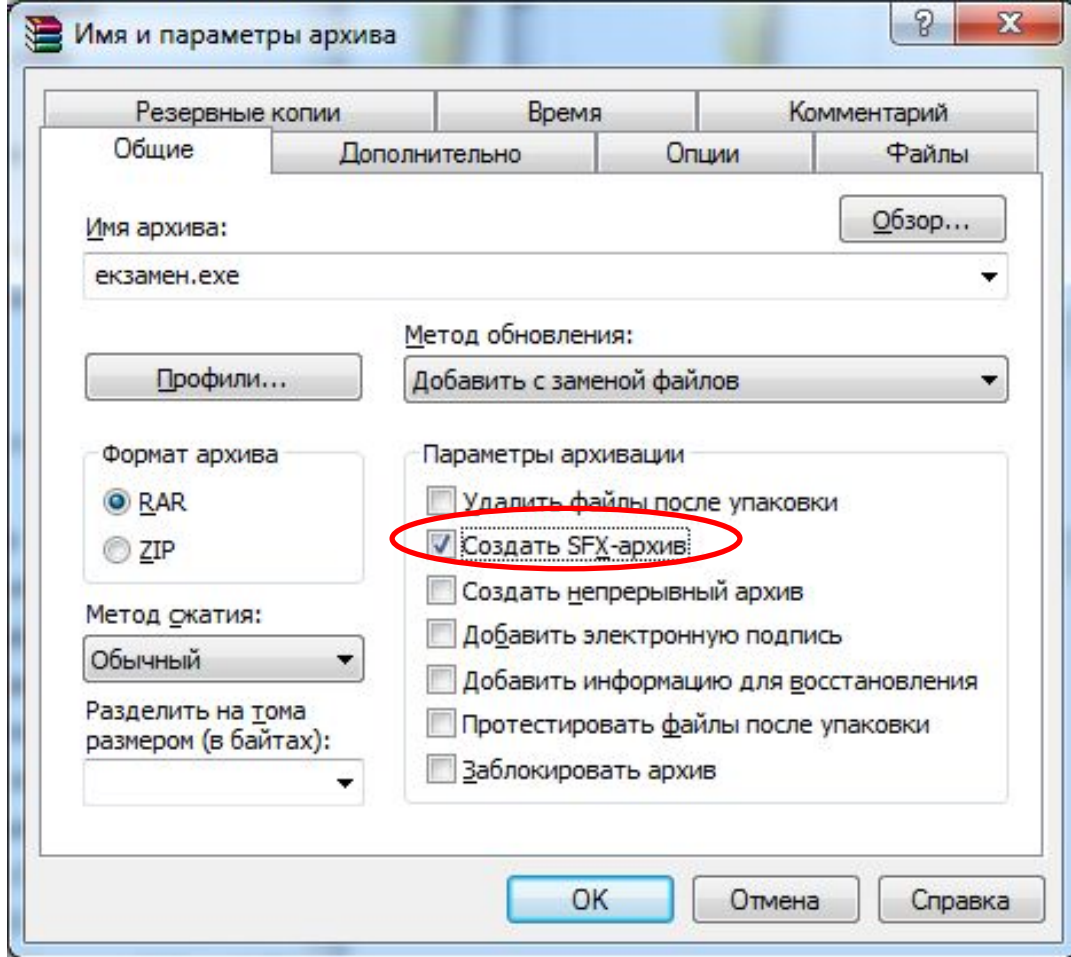 Имя и параметры архива
Резервные копии Время Комментарий
Общие Дополнительно Опции Файлы
Имя архива:
Обзор...
екзамен.exe
Метод обновления:
Профили...
Добавить с заменой файлов
Формат архива
RAR
ZIP
Метод сжатия:
Обычный
Разделить на тома
размером (в байтах):
Параметры архивации
Удалить файлы после упаковки
Создать SFX-архив
Создать непрерывный архив
Добавить электронную подпись
Добавить информацию для восстановления
Протестировать файлы после упаковки
Заблокировать архив
OK Отмена Справка